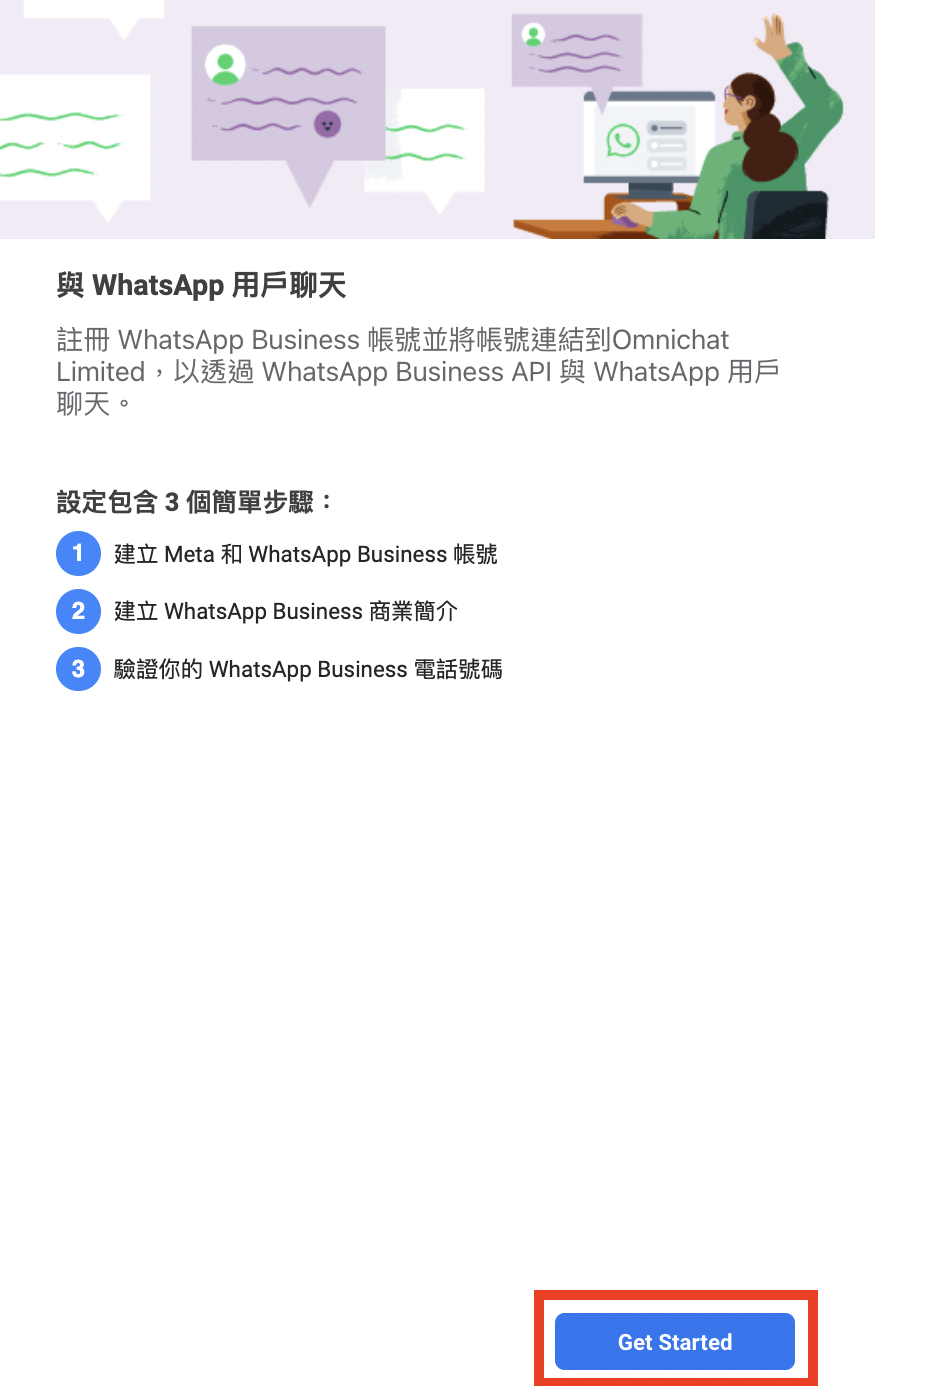 與 WhatsApp 用戶聊天
註冊 WhatsApp Business 帳號並將帳號連結到Omnichat
Limited，以透過 WhatsApp Business API 與 WhatsApp 用戶
聊天。
設定包含 3 個簡單步驟：
1 建立 Meta 和 WhatsApp Business 帳號
2 建立 WhatsApp Business 商業簡介
3 驗證你的 WhatsApp Business 電話號碼
Get Started